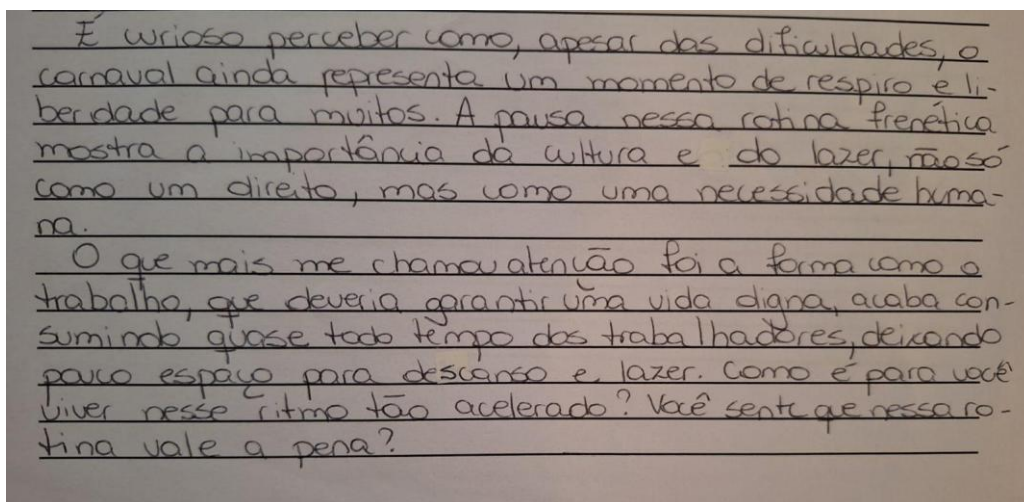 É curioso perceber como, apesar das dificuldades, o
carnaval ainda representa um momento de respiro e li-
berdade para muitos. A pausa nessa rotina frenética
mostra a importância da cultura e do lazer, não só
como um direito, mas como uma necessidade huma-
na.
O que mais me chamou atenção foi a forma como o
trabalho, que deveria garantir uma vida digna, acaba con-
sumindo quase todo tempo dos trabalhadores, deixando
pouco espaço para descanso e lazer. Como é para você
viver nesse ritmo tão acelerado? Você sente que nessa ro-
tina vale a pena?